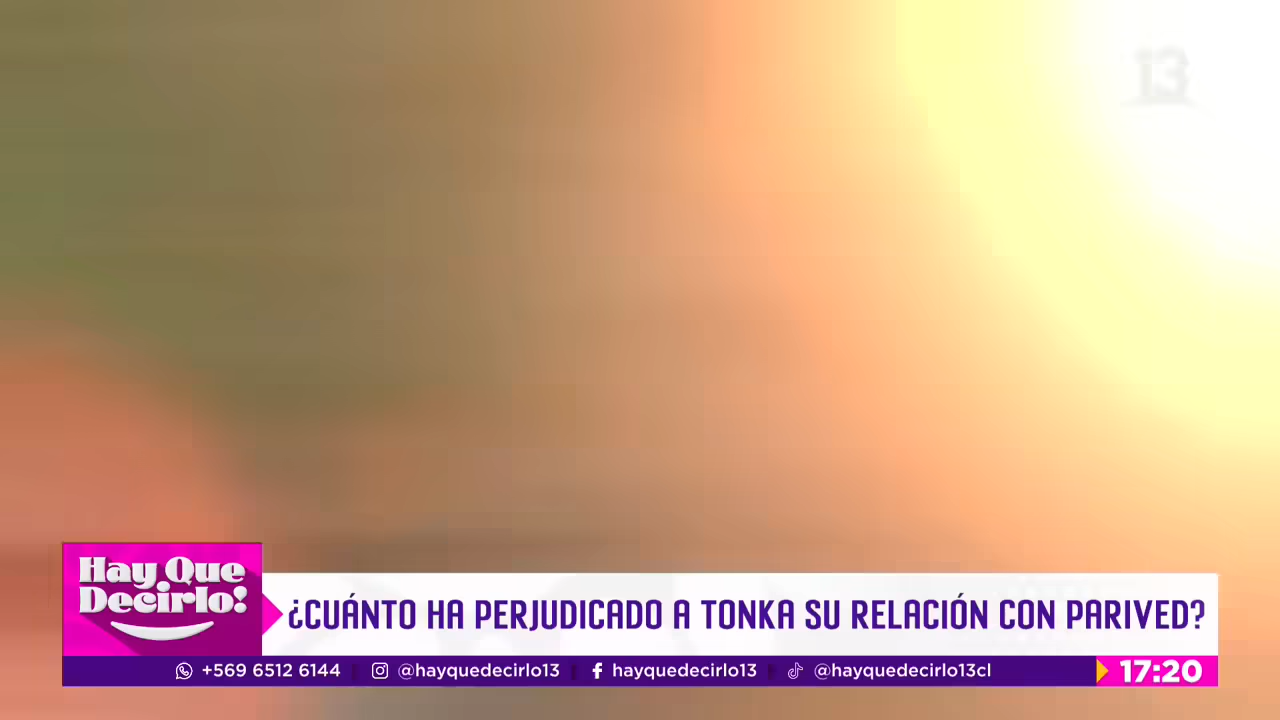 13
Hay Que
Decirlo!
¿CUÁNTO HA PERJUDICADO A TONKA SU RELACIÓN CON PARIVED?
+569 6512 6144 @hayquedecirlo13 hayquedecirlo13 @hayquedecirlo13cl 17:20